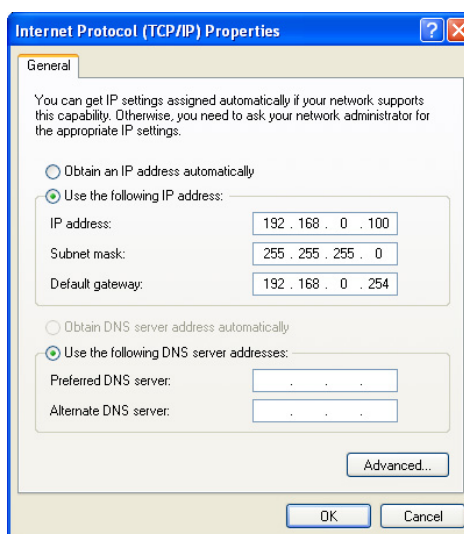 Internet Protocol (TCP/IP) Properties
General
You can get IP settings assigned automatically if your network supports
this capability. Otherwise, you need to ask your network administrator for
the appropriate IP settings.
Obtain an IP address automatically
Use the following IP address:
IP address: 192 . 168 . 0 . 100
Subnet mask: 255 . 255 . 255 . 0
Default gateway: 192 . 168 . 0 . 254
Obtain DNS server address automatically
Use the following DNS server addresses:
Preferred DNS server: . . .
Alternate DNS server: . . .
Advanced...
OK Cancel